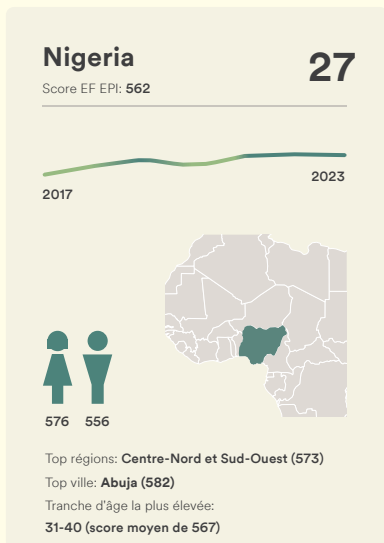 Nigeria
27
Score EF EPI: 562
2023
2017
576 556
Top régions: Centre-Nord et Sud-Ouest (573)
Top ville: Abuja (582)
Tranche d'âge la plus élevée:
31-40 (score moyen de 567)